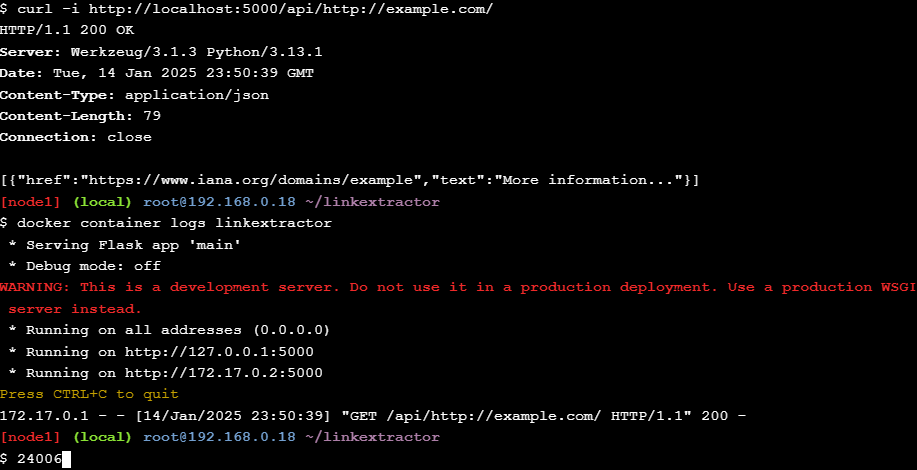 $ curl -i http://localhost:5000/api/http://example.com/
HTTP/1.1 200 OK
Server: Werkzeug/3.1.3 Python/3.13.1
Date: Tue, 14 Jan 2025 23:50:39 GMT
Content-Type: application/json
Content-Length: 79
Connection: close

[{"href":"https://www.iana.org/domains/example","text":"More information..."}]
[node1] (local) root@192.168.0.18 ~/linkextractor
$ docker container logs linkextractor
 * Serving Flask app 'main'
 * Debug mode: off
WARNING: This is a development server. Do not use it in a production deployment. Use a production WSGI
 server instead.
 * Running on all addresses (0.0.0.0)
 * Running on http://127.0.0.1:5000
 * Running on http://172.17.0.2:5000
Press CTRL+C to quit
172.17.0.1 - - [14/Jan/2025 23:50:39] "GET /api/http://example.com/ HTTP/1.1" 200 -
[node1] (local) root@192.168.0.18 ~/linkextractor
$ 24006